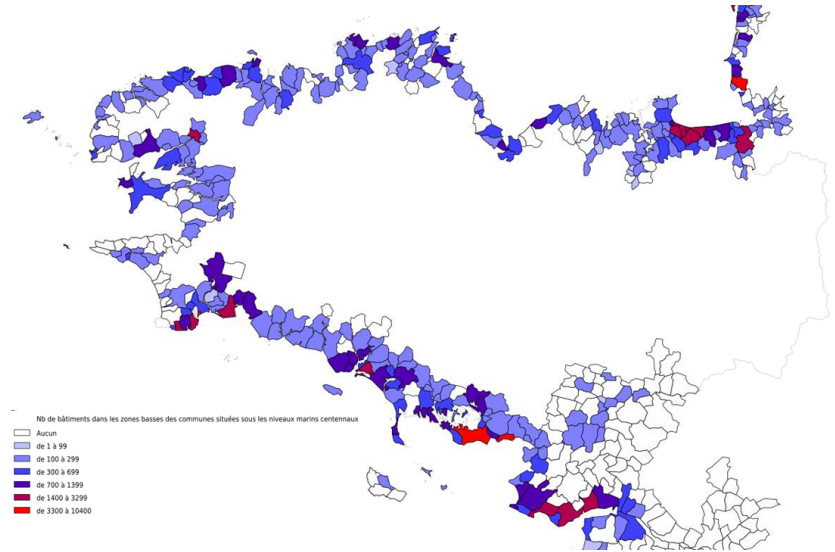 Nb de bâtiments dans les zones basses des communes situées sous les niveaux marins centennaux
Aucun
de 1 à 99
de 100 à 299
de 300 à 699
de 700 à 1399
de 1400 à 3299
de 3300 à 10400